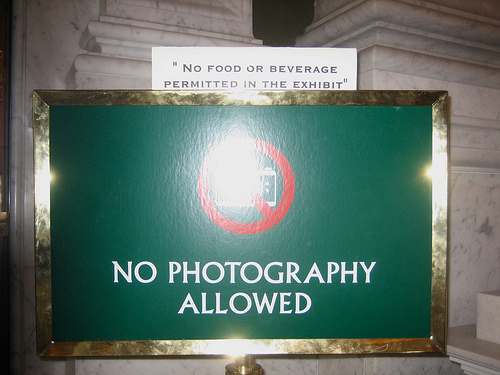 " NO FOOD OR BEVERAGE
PERMITTED IN THE EXHIBIT"
NO PHOTOGRAPHY
ALLOWED